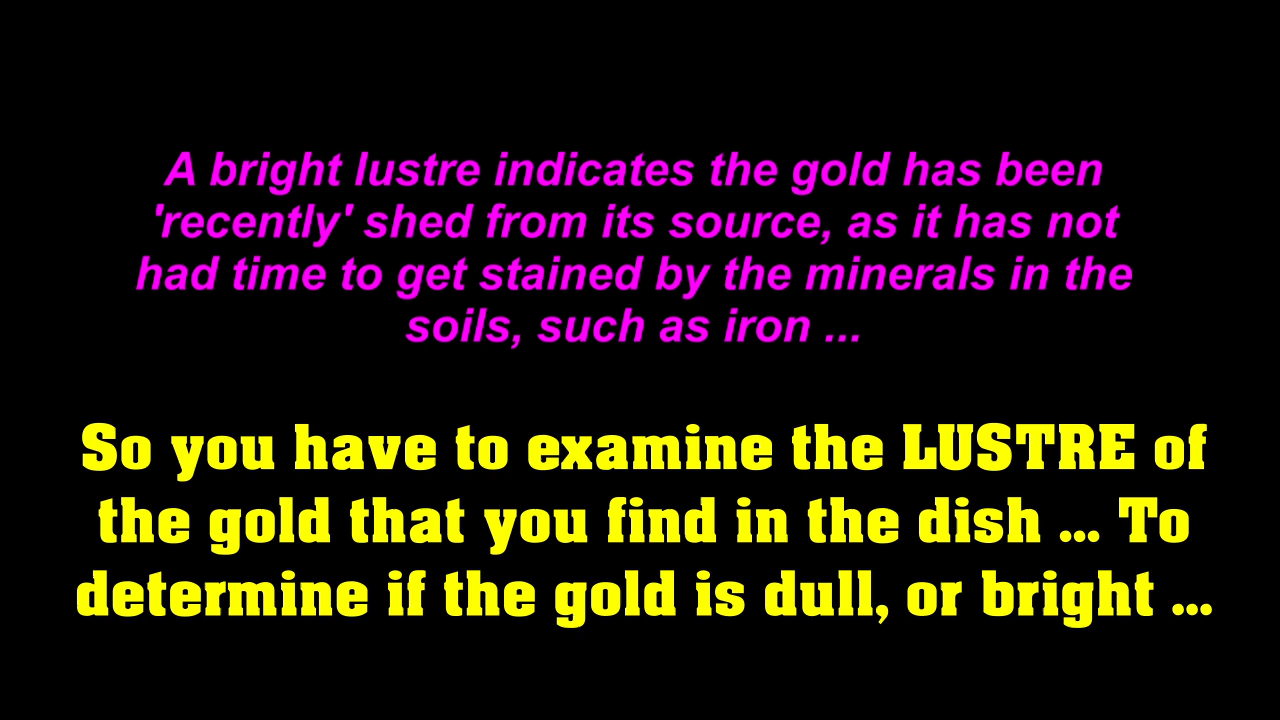 A bright lustre indicates the gold has been
'recently' shed from its source, as it has not
had time to get stained by the minerals in the
soils, such as iron ...
So you have to examine the LUSTRE of
the gold that you find in the dish ... To
determine if the gold is dull, or bright ...